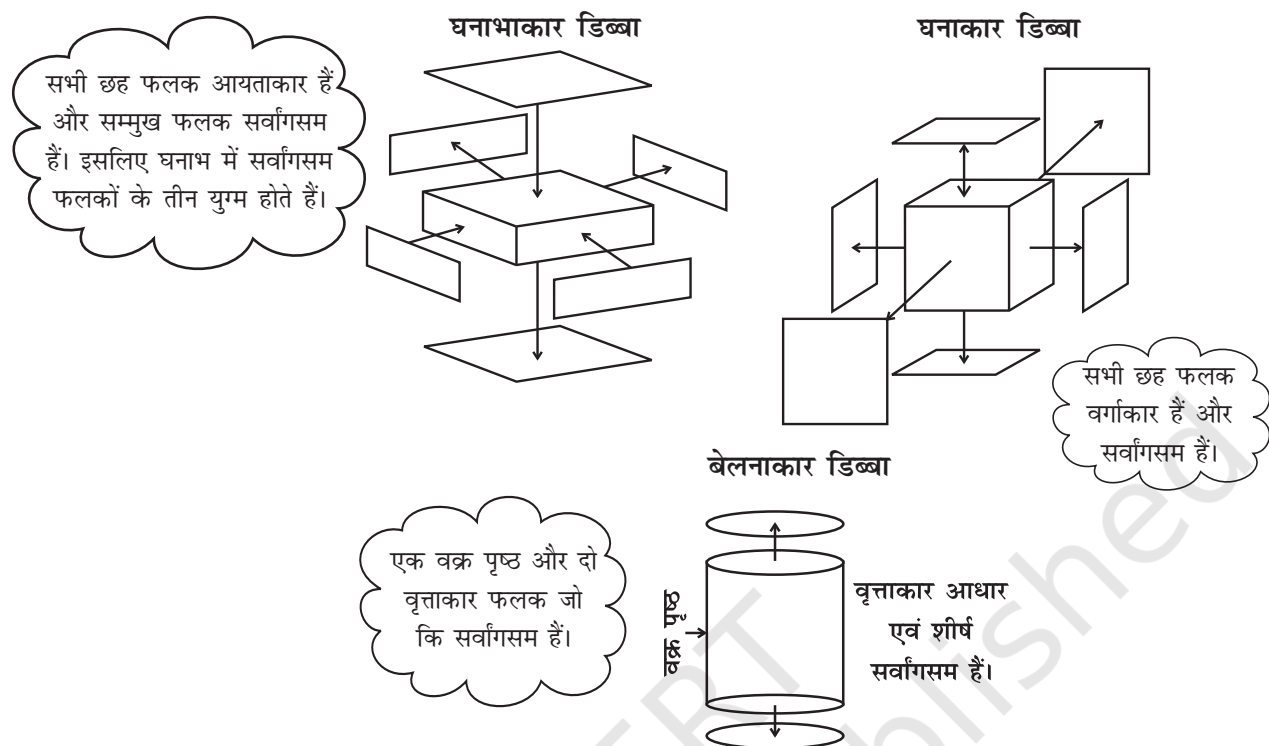 घनाभाकार डिब्बा
घनाकार डिब्बा
सभी छह फलक आयताकार हैं
और सम्मुख फलक सर्वांगसम
हैं। इसलिए घनाभ में सर्वांगसम
फलकों के तीन युग्म होते हैं।
सभी छह फलक
वर्गाकार हैं और
सर्वांगसम हैं।
बेलनाकार डिब्बा
एक वक्र पृष्ठ और दो
वृत्ताकार फलक जो
कि सर्वांगसम हैं।
वक्र पृष्ठ
वृत्ताकार आधार
एवं शीर्ष
सर्वांगसम हैं।